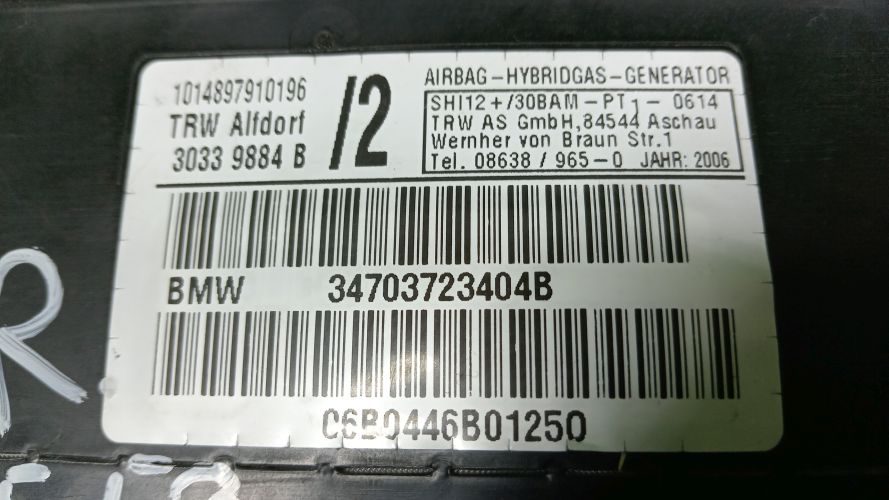 1014897910196
TRW Alfdorf
3033 9884 B
/2
AIRBAG-HYBRIDGAS-GENERATOR
SHI12+/30BAM-PT1-0614
TRW AS GmbH,84544 Aschau
Wernher von Braun Str.1
Tel. 08638/965-0 JAHR: 2006
BMW 34703723404B
06B0446B01250
R